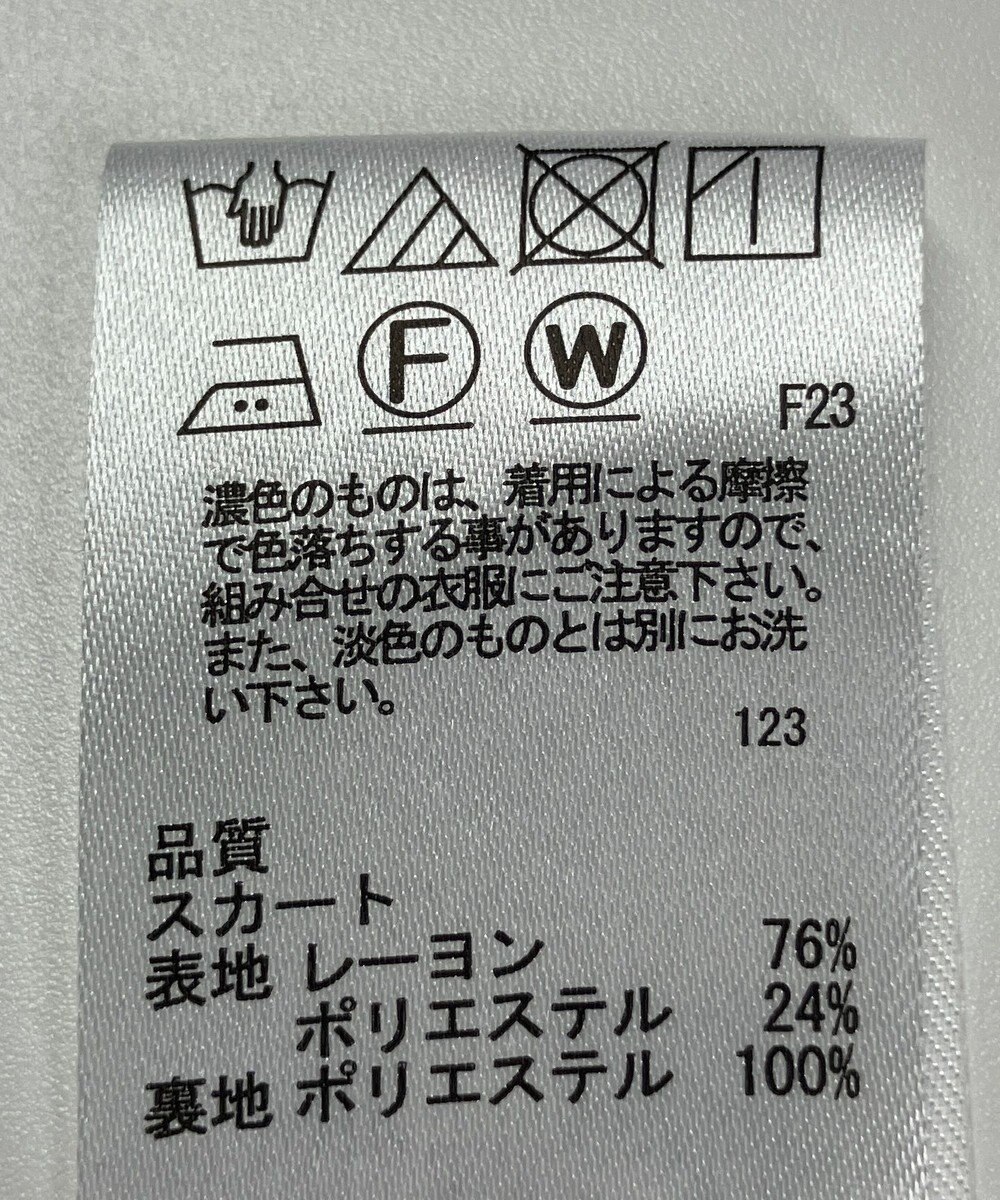 F W
F23
濃色のものは、着用による摩擦
で色落ちする事がありますので、
組み合せの衣服にご注意下さい。
また、淡色のものとは別にお洗
い下さい。
123
品質
スカート
表地 レーヨン 76%
ポリエステル 24%
裏地 ポリエステル 100%